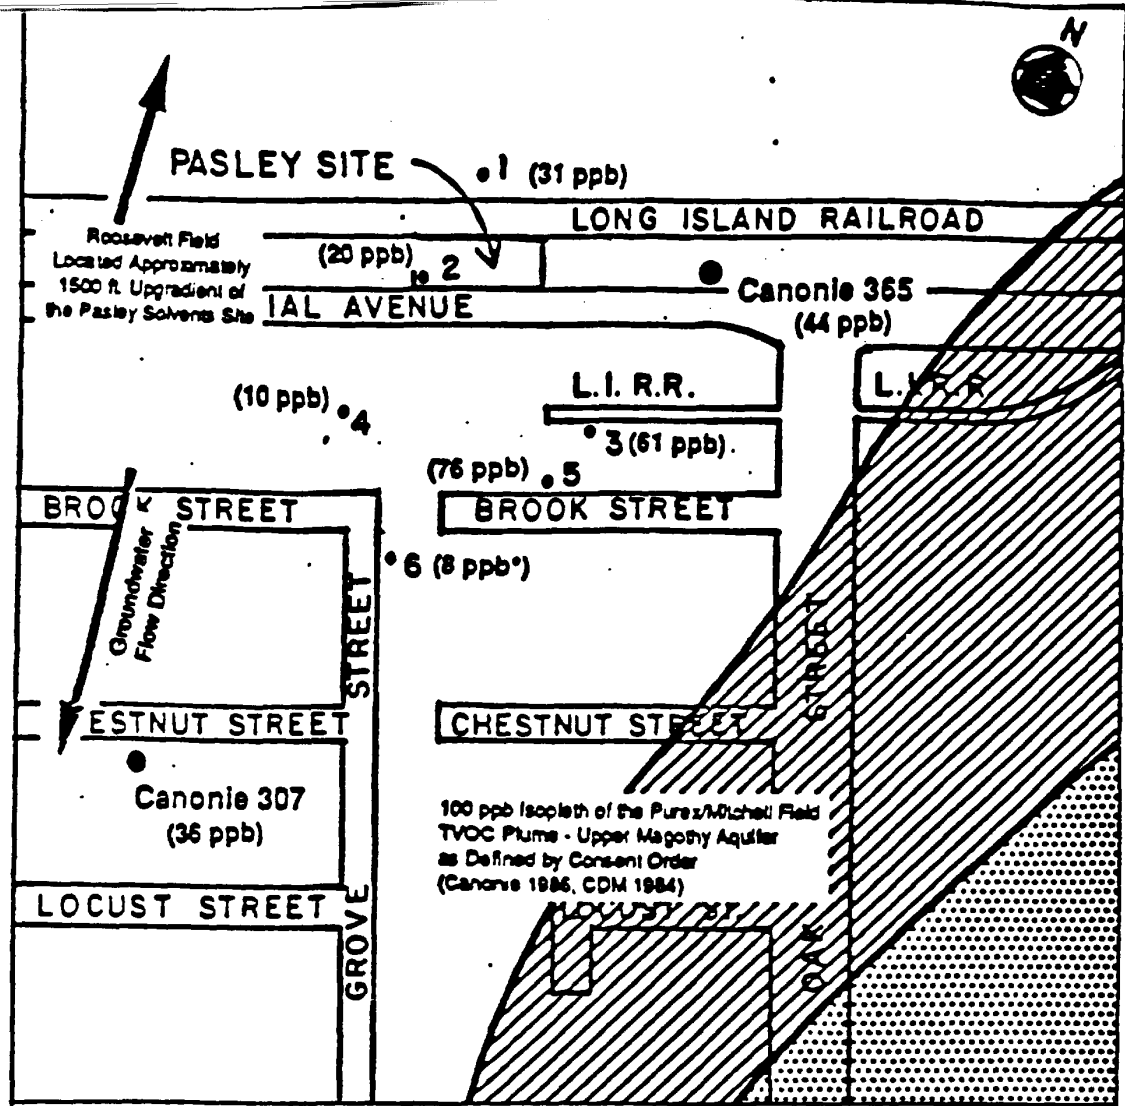 N
PASLEY SITE
1 (31 ppb)
LONG ISLAND RAILROAD
Roosevelt Field
Located Approximately
1500 ft. Upgradient of
the Pasley Solvents Site
(20 ppb)
2
IAL AVENUE
Canonie 365
(44 ppb)
L.I.R.R.
L.I.R.R
(10 ppb)
4
3 (61 ppb)
(76 ppb)
5
BROOK STREET
BROOK STREET
Groundwater
Flow Direction
6 (8 ppb*)
STREET
STREET
ESTNUT STREET
CHESTNUT STREET
Canonie 307
(36 ppb)
100 ppb Isopleth of the Purex/Mitchell Field
TVOC Plume - Upper Magothy Aquifer
as Defined by Consent Order
(Canonie 1986, CDM 1984)
LOCUST STREET
LOCUST ST
GROVE
OAK